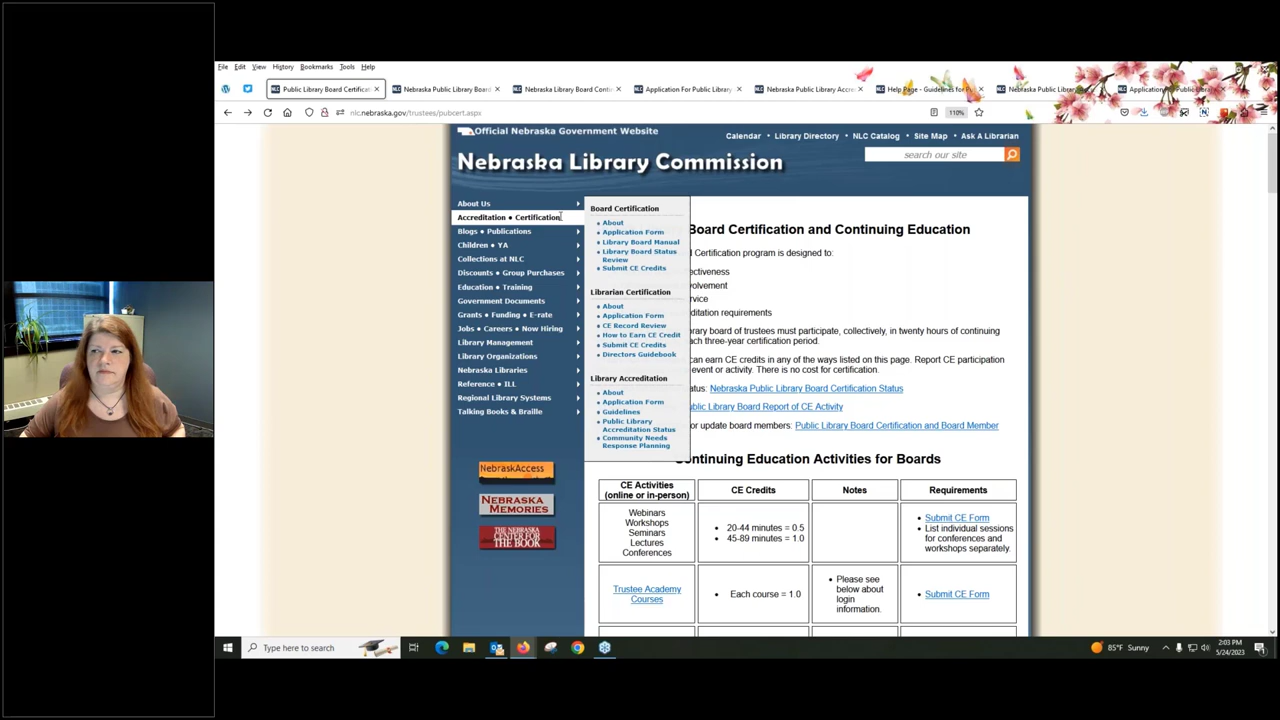 File Edit View History Bookmarks Tools Help
Public Library Board Certificati
Nebraska Public Library Board
Nebraska Library Board Conti
Application For Public Library
Nebraska Public Library Accre
Help Page - Guidelines for P
Nebraska Public Library
nlc.nebraska.gov/trustees/pubcert.aspx
110%
Official Nebraska Government Website
Calendar • Library Directory • NLC Catalog • Site Map • Ask A Librarian
Nebraska Library Commission
search our site
About Us
Accreditation • Certification
Blogs • Publications
Children • YA
Collections at NLC
Discounts • Group Purchases
Education • Training
Government Documents
Grants • Funding • E-rate
Jobs • Careers • Now Hiring
Library Management
Library Organizations
Nebraska Libraries
Reference • ILL
Regional Library Systems
Talking Books & Braille
NebraskAccess
NEBRASKA
MEMORIES
THE NEBRASKA
CENTER FOR
THE BOOK
Board Certification
• About
• Application Form
• Library Board Manual
• Library Board Status
Review
• Submit CE Credits
Librarian Certification
• About
• Application Form
• CE Record Review
• How to Earn CE Credit
• Submit CE Credits
• Directors Guidebook
Library Accreditation
• About
• Application Form
• Guidelines
• Public Library
Accreditation Status
• Community Needs
Response Planning
Board Certification and Continuing Education
d Certification program is designed to:
ectiveness
volvement
rvice
ditation requirements
rary board of trustees must participate, collectively, in twenty hours of continuing
ach three-year certification period.
can earn CE credits in any of the ways listed on this page. Report CE participation
event or activity. There is no cost for certification.
atus: Nebraska Public Library Board Certification Status
ublic Library Board Report of CE Activity
or update board members: Public Library Board Certification and Board Member
Continuing Education Activities for Boards
CE Activities
(online or in-person)
CE Credits
Notes
Requirements
Webinars
Workshops
Seminars
Lectures
Conferences
• 20-44 minutes = 0.5
• 45-89 minutes = 1.0
• Submit CE Form
• List individual sessions
for conferences and
workshops separately.
Trustee Academy
Courses
• Each course = 1.0
• Please see
below about
login
information.
• Submit CE Form
Type here to search
85°F Sunny
2:03 PM
5/24/2023